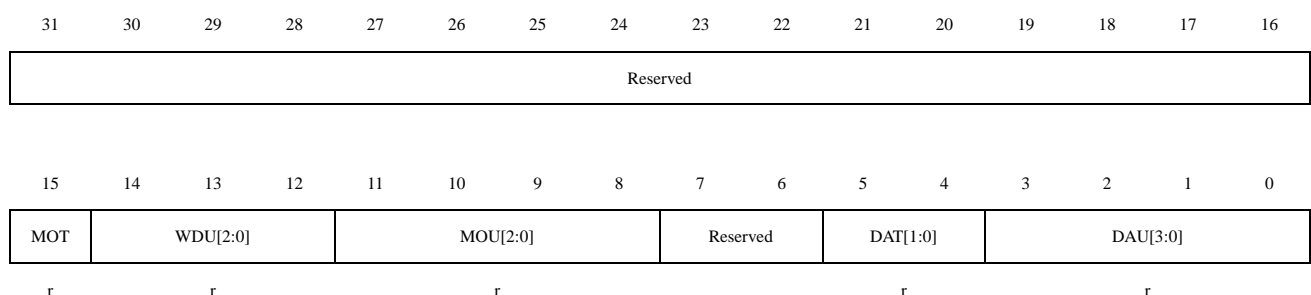 31 30 29 28 27 26 25 24 23 22 21 20 19 18 17 16
Reserved
15 14 13 12 11 10 9 8 7 6 5 4 3 2 1 0
MOT WDU[2:0] MOU[2:0] Reserved DAT[1:0] DAU[3:0]
r r r r r